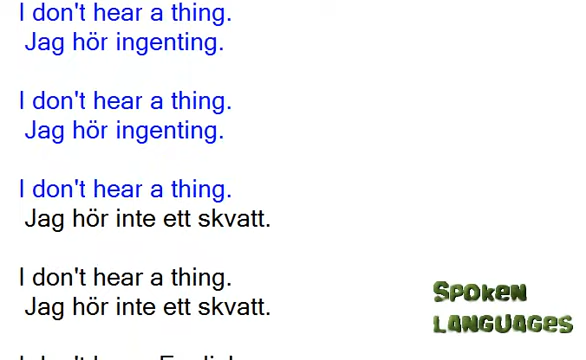 I don't hear a thing.
Jag hör ingenting.
I don't hear a thing.
Jag hör ingenting.
I don't hear a thing.
Jag hör inte ett skvatt.
I don't hear a thing.
Jag hör inte ett skvatt.
SPOKEN
LANGUAGES